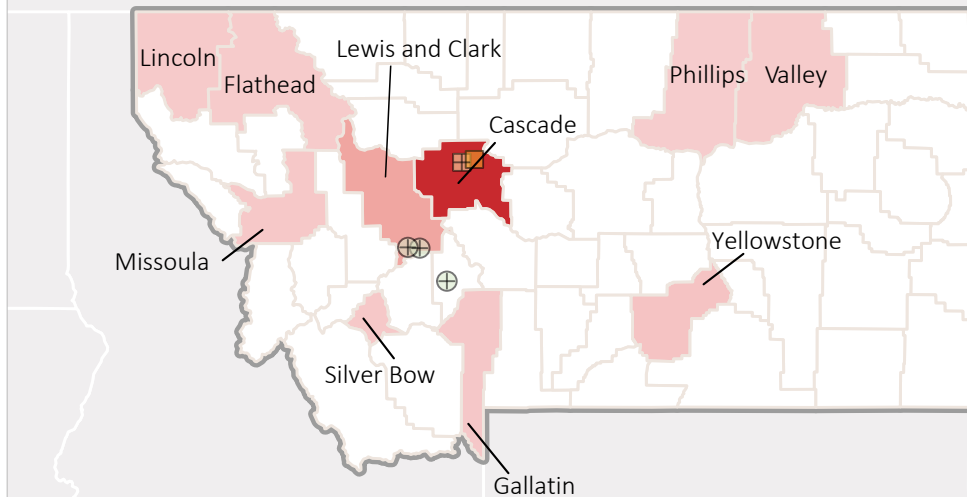 Lincoln
Flathead
Lewis and Clark
Phillips
Valley
Cascade
Missoula
Yellowstone
Silver Bow
Gallatin